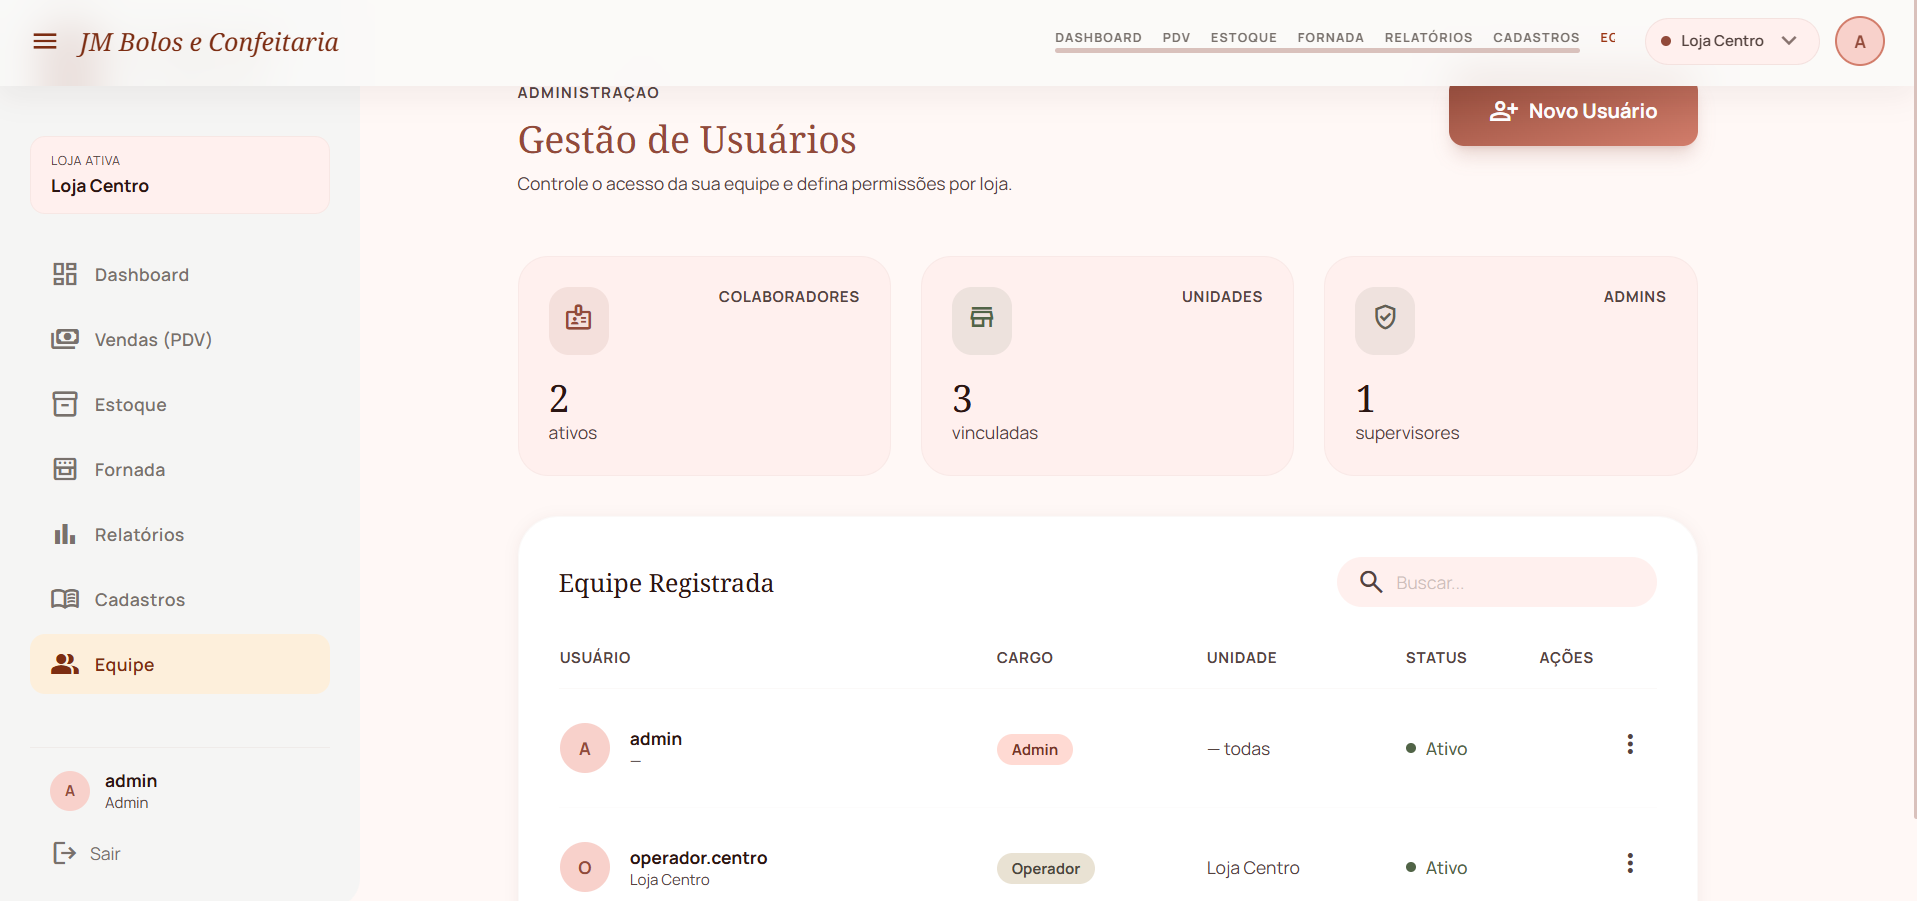 JM Bolos e Confeitaria
DASHBOARD PDV ESTOQUE FORNADA RELATÓRIOS CADASTROS
Loja Centro
A
LOJA ATIVA
Loja Centro
Dashboard
Vendas (PDV)
Estoque
Fornada
Relatórios
Cadastros
Equipe
A
admin
Admin
Sair
ADMINISTRAÇÃO
Gestão de Usuários
Controle o acesso da sua equipe e defina permissões por loja.
Novo Usuário
COLABORADORES
2
ativos
UNIDADES
3
vinculadas
ADMINS
1
supervisores
Equipe Registrada
Buscar...
USUÁRIO CARGO UNIDADE STATUS AÇÕES
A
admin
—
Admin
— todas
Ativo
O
operador.centro
Loja Centro
Operador
Loja Centro
Ativo